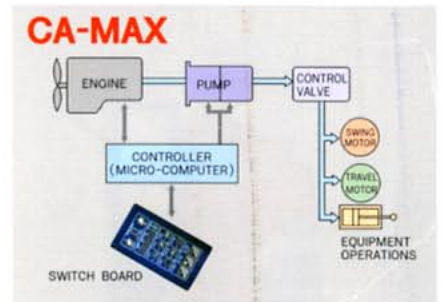 CA-MAX
ENGINE
PUMP
CONTROL
VALVE
SWING
MOTOR
CONTROLLER
(MICRO-COMPUTER)
TRAVEL
MOTOR
EQUIPMENT
OPERATIONS
SWITCH BOARD